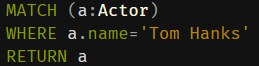 MATCH (a:Actor)
WHERE a.name='Tom Hanks'
RETURN a